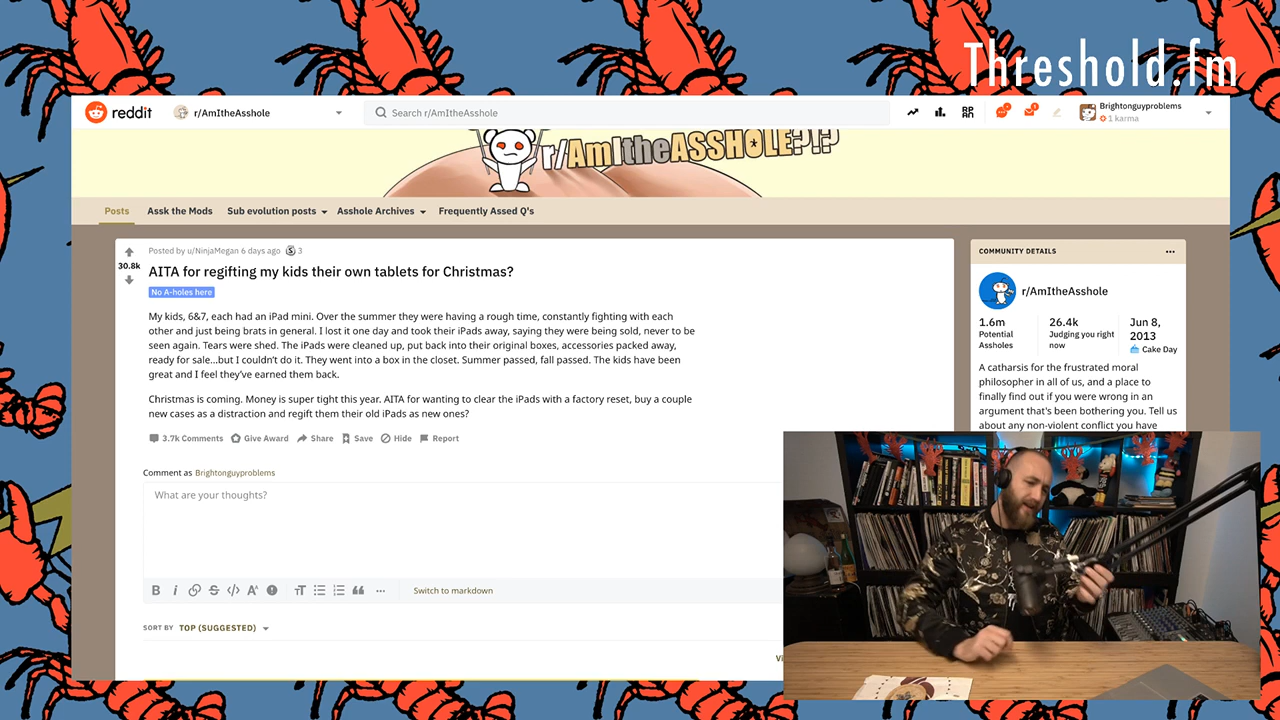 Threshold.fm
reddit
r/AmItheAsshole
Search r/AmItheAsshole
Brightonguyproblems
1 karma
r/AmItheASSHOLE?!?
Posts
Assk the Mods
Sub evolution posts
Asshole Archives
Frequently Assed Q's
Posted by u/NinjaMegan 6 days ago
3
30.8k
AITA for regifting my kids their own tablets for Christmas?
No A-holes here
My kids, 6&7, each had an iPad mini. Over the summer they were having a rough time, constantly fighting with each
other and just being brats in general. I lost it one day and took their iPads away, saying they were being sold, never to be
seen again. Tears were shed. The iPads were cleaned up, put back into their original boxes, accessories packed away,
ready for sale...but I couldn't do it. They went into a box in the closet. Summer passed, fall passed. The kids have been
great and I feel they've earned them back.
Christmas is coming. Money is super tight this year. AITA for wanting to clear the iPads with a factory reset, buy a couple
new cases as a distraction and regift them their old iPads as new ones?
3.7k Comments
Give Award
Share
Save
Hide
Report
Comment as Brightonguyproblems
What are your thoughts?
Switch to markdown
SORT BY TOP (SUGGESTED)
COMMUNITY DETAILS
r/AmItheAsshole
1.6m
Potential
Assholes
26.4k
Judging you right
now
Jun 8,
2013
Cake Day
A catharsis for the frustrated moral
philosopher in all of us, and a place to
finally find out if you were wrong in an
argument that's been bothering you. Tell us
about any non-violent conflict you have